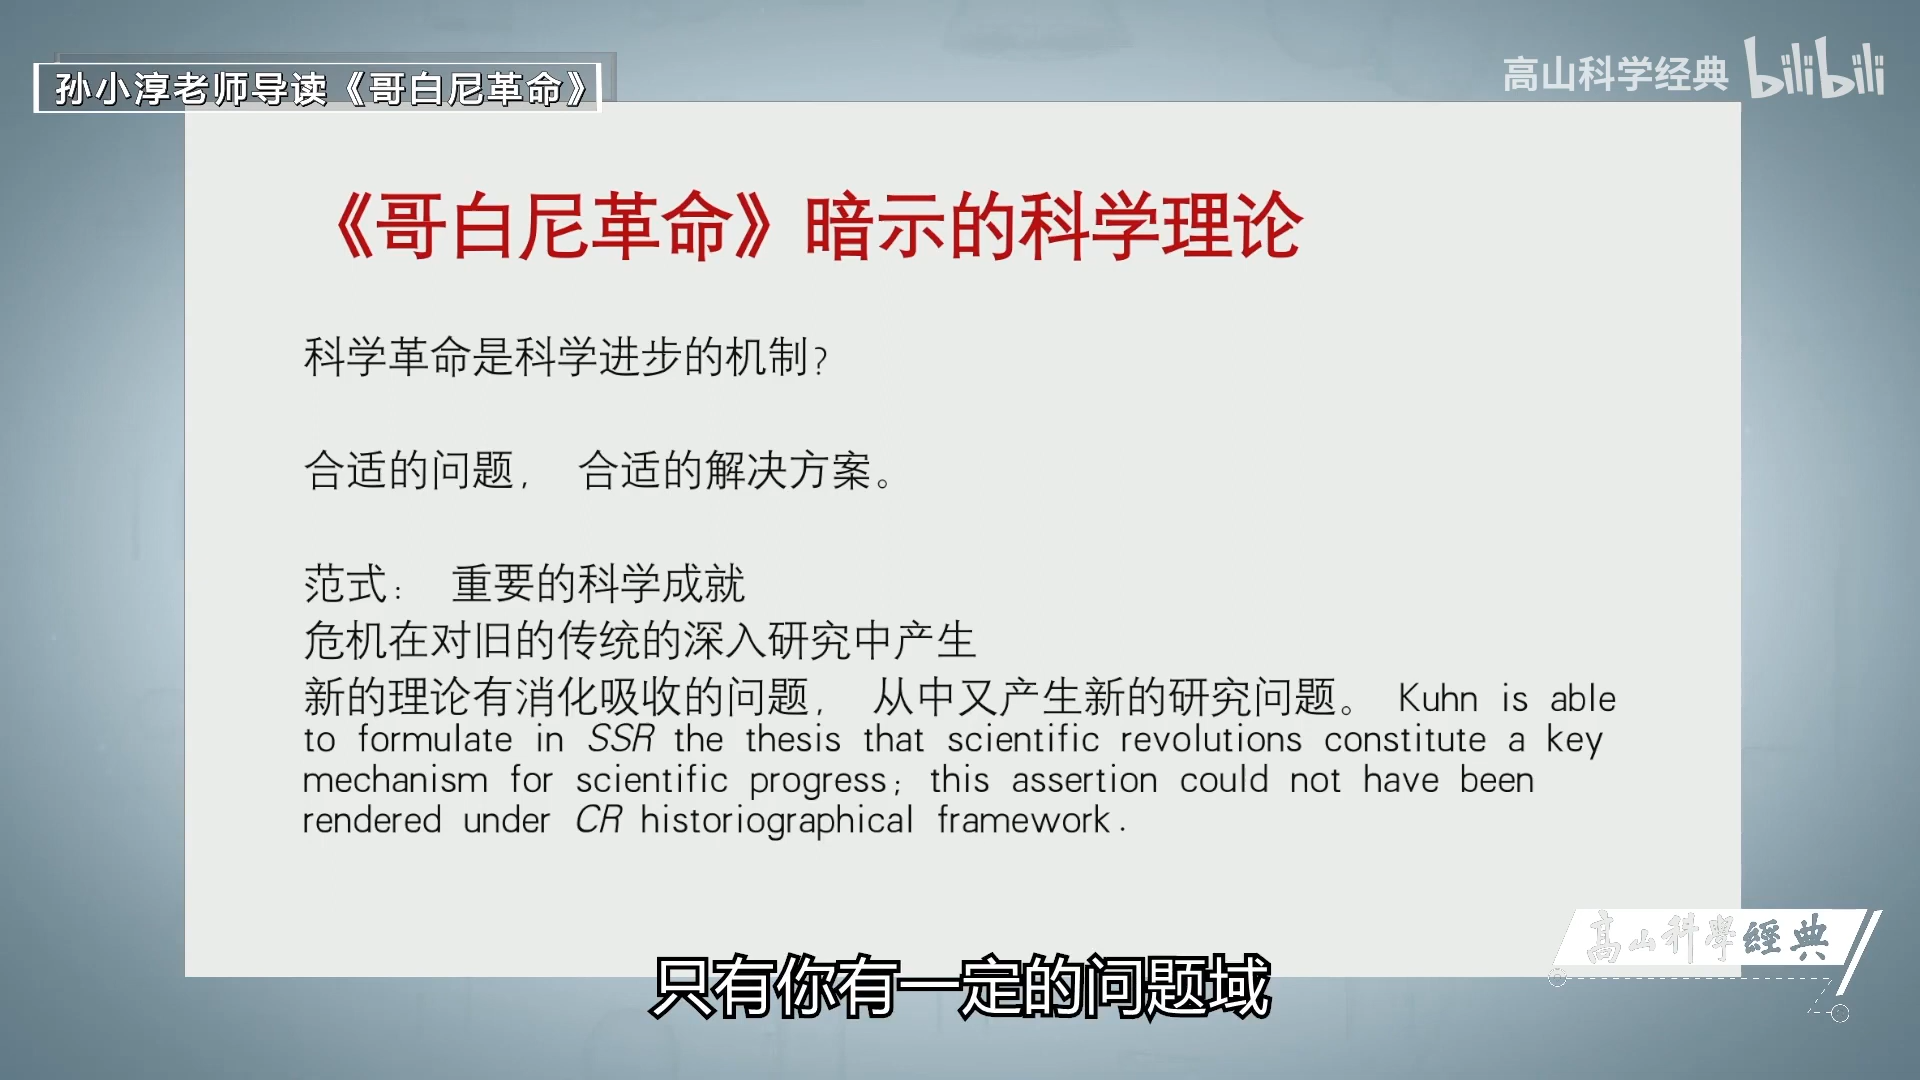 孙小淳老师导读《哥白尼革命》
高山科学经典 bilibili
《哥白尼革命》暗示的科学理论
科学革命是科学进步的机制?
合适的问题, 合适的解决方案。
范式: 重要的科学成就
危机在对旧的传统的深入研究中产生
新的理论有消化吸收的问题, 从中又产生新的研究问题。 Kuhn is able
to formulate in SSR the thesis that scientific revolutions constitute a key
mechanism for scientific progress; this assertion could not have been
rendered under CR historiographical framework.
高山科學經典
只有你有一定的问题域